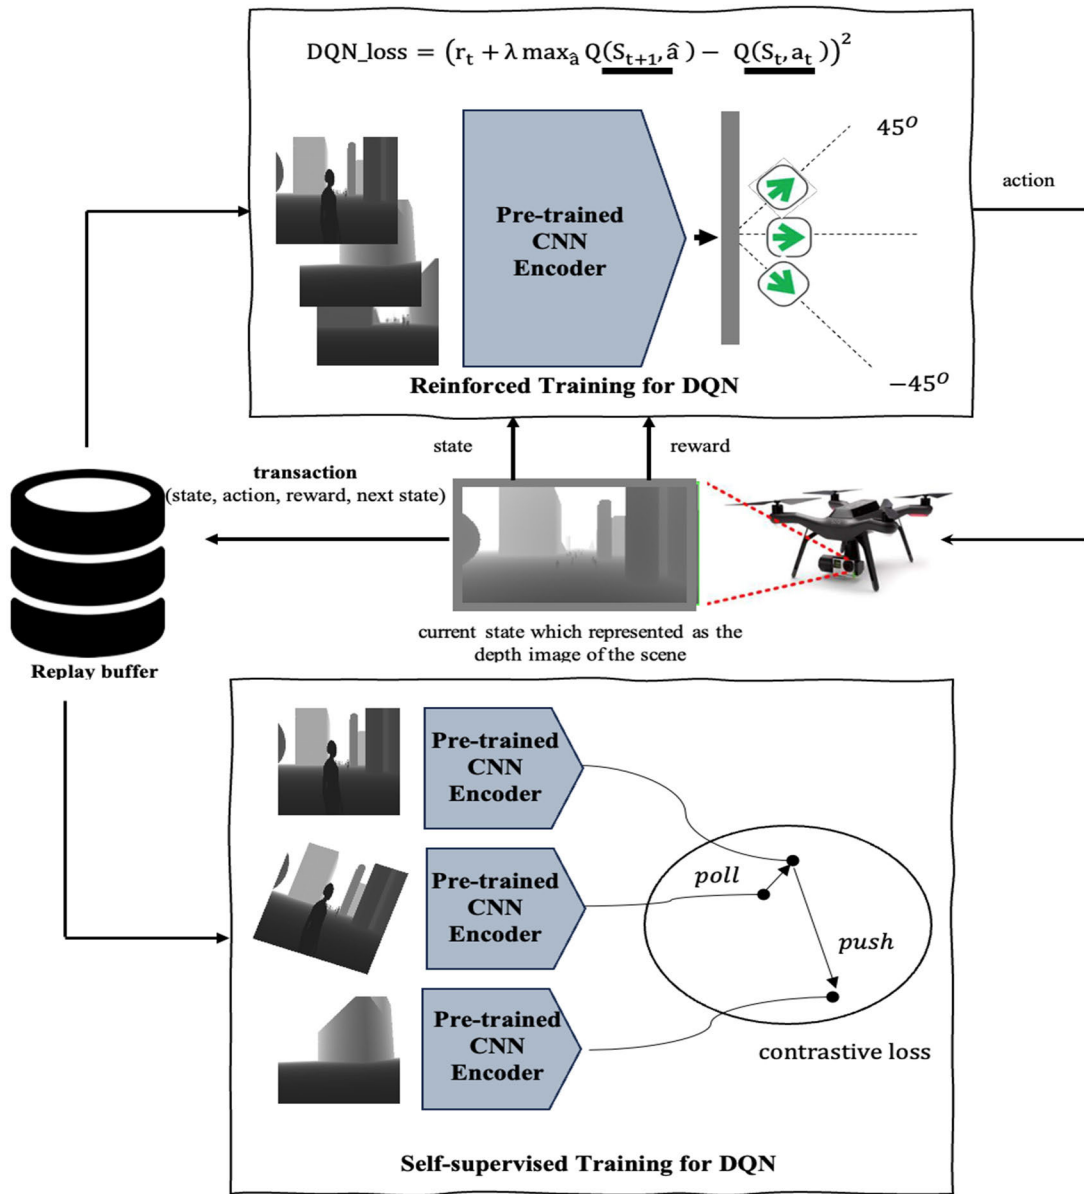 DQN_loss = (r_t + λ max_â Q(S_{t+1}, â) − Q(S_t, a_t))²
45ᴼ
Pre-trained
CNN
Encoder
−45ᴼ
Reinforced Training for DQN
action
state
reward
transaction
(state, action, reward, next state)
current state which represented as the
depth image of the scene
Replay buffer
Pre-trained
CNN
Encoder
Pre-trained
CNN
Encoder
Pre-trained
CNN
Encoder
poll
push
contrastive loss
Self-supervised Training for DQN